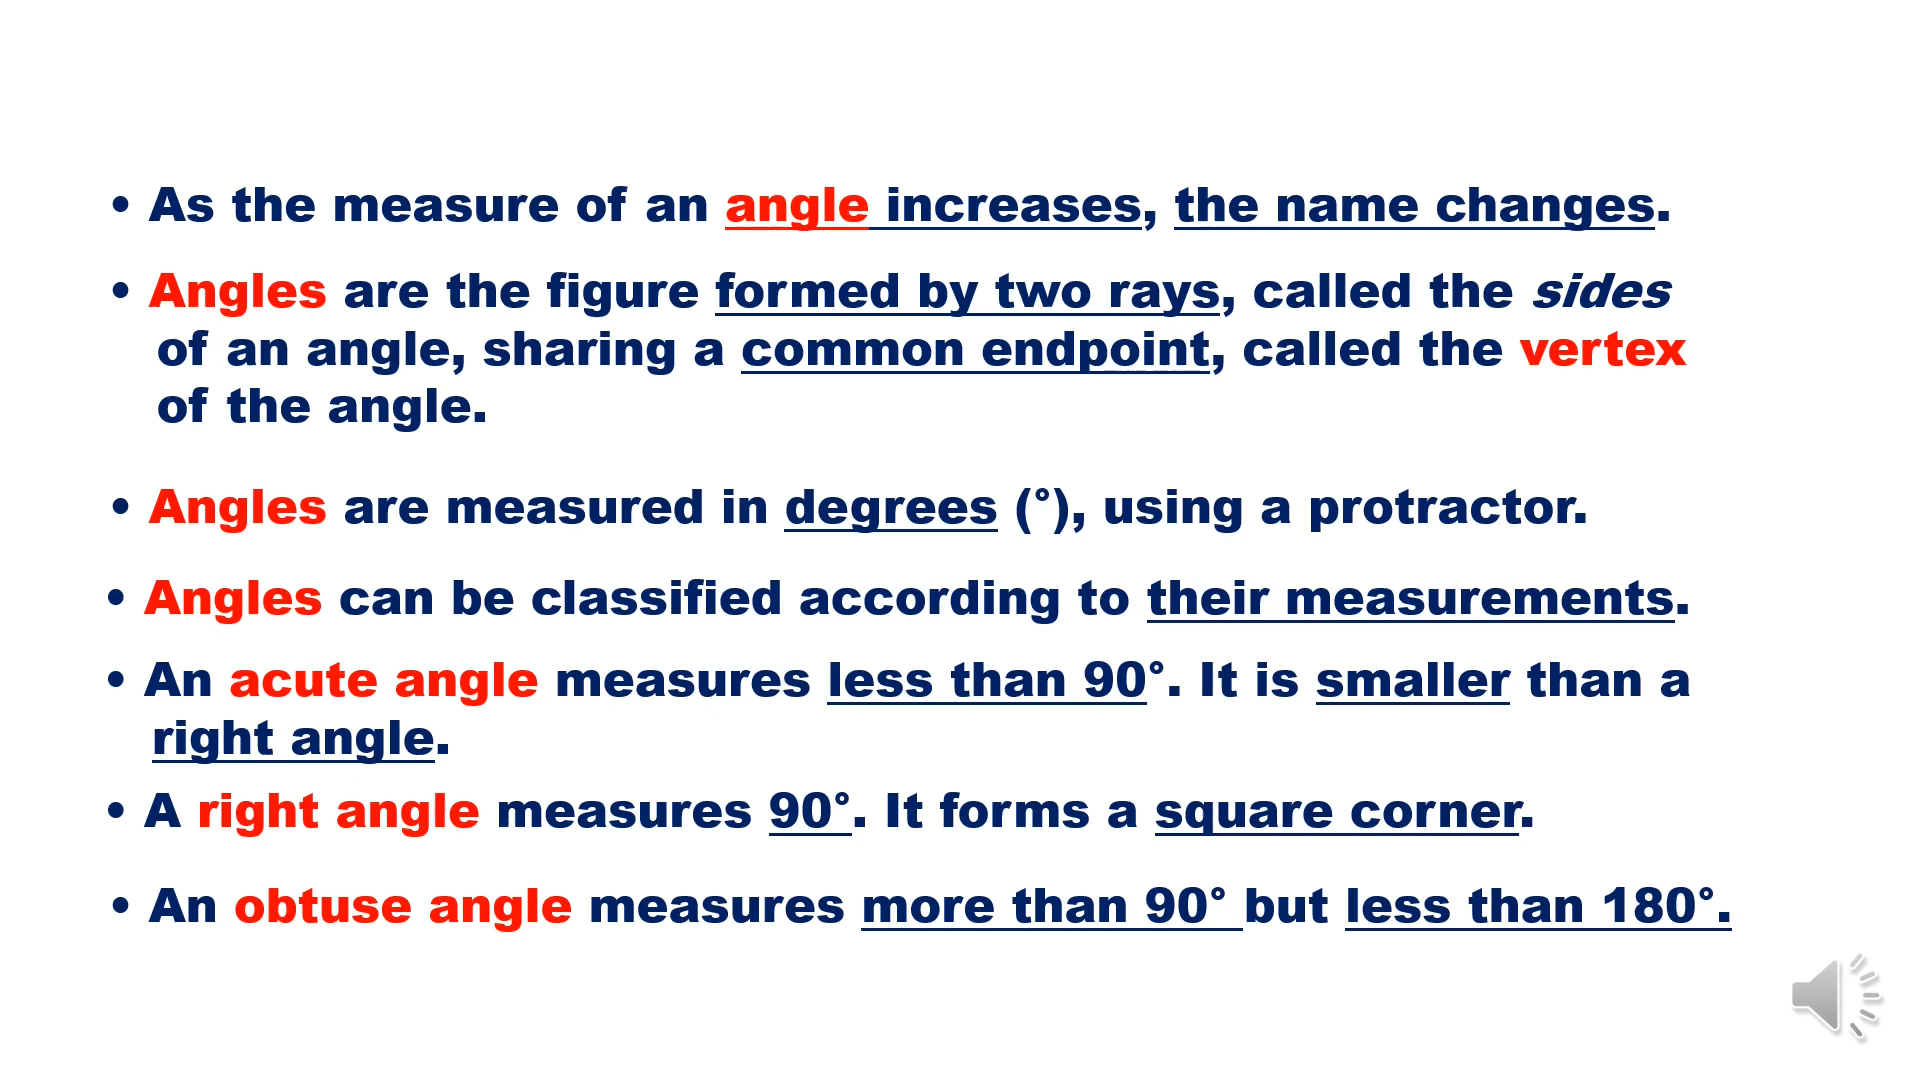 • As the measure of an angle increases, the name changes.
• Angles are the figure formed by two rays, called the sides
of an angle, sharing a common endpoint, called the vertex
of the angle.
• Angles are measured in degrees (°), using a protractor.
• Angles can be classified according to their measurements.
• An acute angle measures less than 90°. It is smaller than a
right angle.
• A right angle measures 90°. It forms a square corner.
• An obtuse angle measures more than 90° but less than 180°.